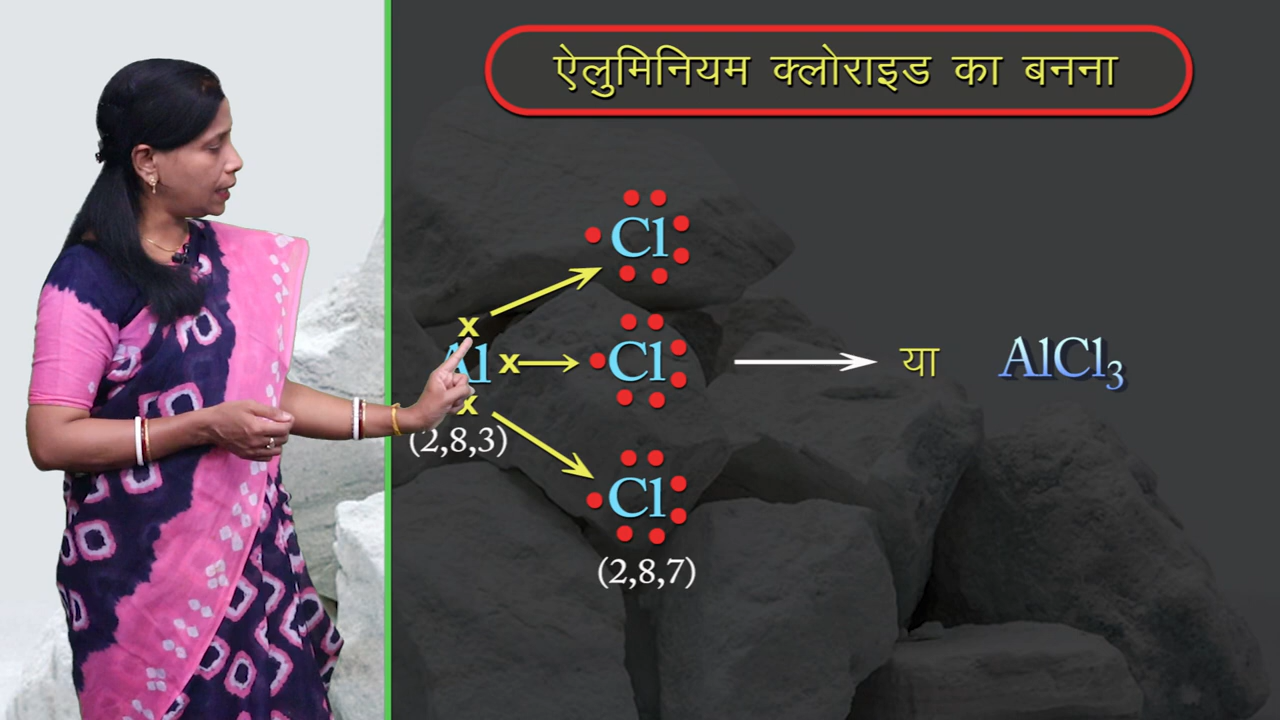 ऐलुमिनियम क्लोराइड का बनना
Cl
x
Al x Cl या AlCl₃
x
(2,8,3)
Cl
(2,8,7)